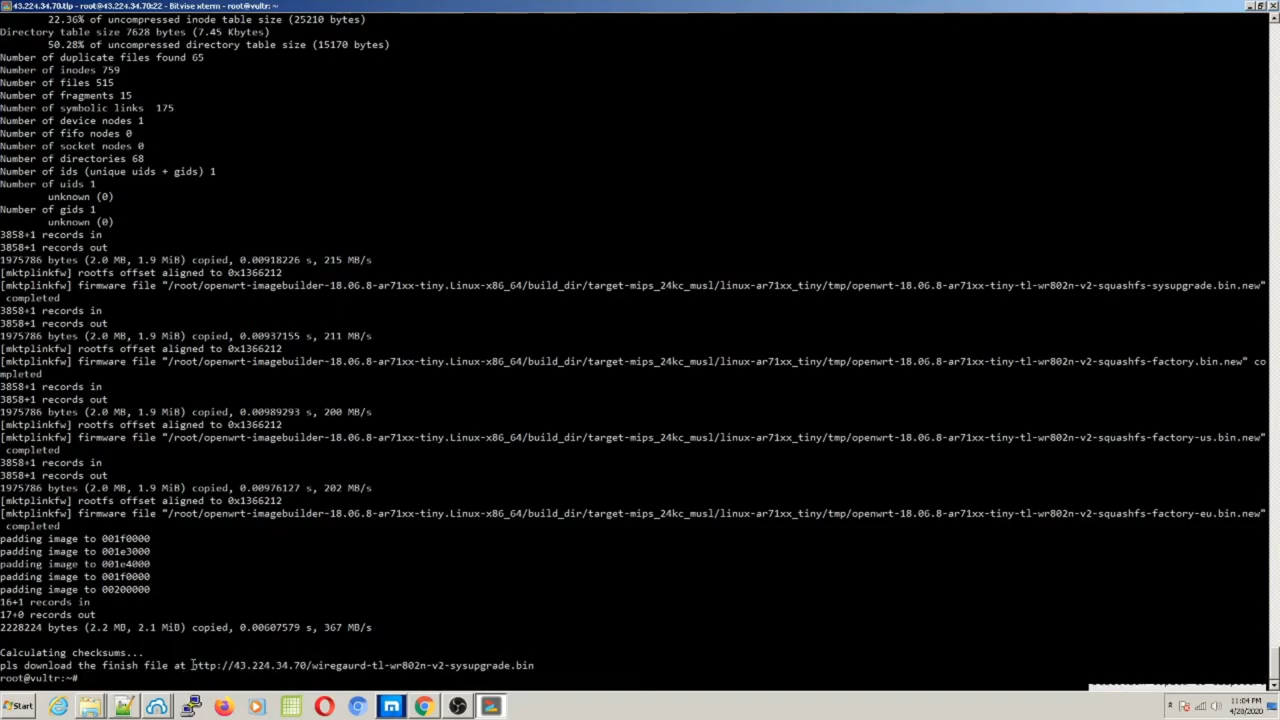 43.224.34.70.tlp - root@43.224.34.70:22 - Bitvise xterm - root@vultr: ~
22.36% of uncompressed inode table size (25210 bytes)
Directory table size 7628 bytes (7.45 Kbytes)
50.28% of uncompressed directory table size (15170 bytes)
Number of duplicate files found 65
Number of inodes 759
Number of files 515
Number of fragments 15
Number of symbolic links  175
Number of device nodes 1
Number of fifo nodes 0
Number of socket nodes 0
Number of directories 68
Number of ids (unique uids + gids) 1
Number of uids 1
unknown (0)
Number of gids 1
unknown (0)
3858+1 records in
3858+1 records out
1975786 bytes (2.0 MB, 1.9 MiB) copied, 0.00918226 s, 215 MB/s
[mktplinkfw] rootfs offset aligned to 0x1366212
[mktplinkfw] firmware file "/root/openwrt-imagebuilder-18.06.8-ar71xx-tiny.Linux-x86_64/build_dir/target-mips_24kc_musl/linux-ar71xx_tiny/tmp/openwrt-18.06.8-ar71xx-tiny-tl-wr802n-v2-squashfs-sysupgrade.bin.new"
completed
3858+1 records in
3858+1 records out
1975786 bytes (2.0 MB, 1.9 MiB) copied, 0.00937155 s, 211 MB/s
[mktplinkfw] rootfs offset aligned to 0x1366212
[mktplinkfw] firmware file "/root/openwrt-imagebuilder-18.06.8-ar71xx-tiny.Linux-x86_64/build_dir/target-mips_24kc_musl/linux-ar71xx_tiny/tmp/openwrt-18.06.8-ar71xx-tiny-tl-wr802n-v2-squashfs-factory.bin.new" co
mpleted
3858+1 records in
3858+1 records out
1975786 bytes (2.0 MB, 1.9 MiB) copied, 0.00989293 s, 200 MB/s
[mktplinkfw] rootfs offset aligned to 0x1366212
[mktplinkfw] firmware file "/root/openwrt-imagebuilder-18.06.8-ar71xx-tiny.Linux-x86_64/build_dir/target-mips_24kc_musl/linux-ar71xx_tiny/tmp/openwrt-18.06.8-ar71xx-tiny-tl-wr802n-v2-squashfs-factory-us.bin.new"
completed
3858+1 records in
3858+1 records out
1975786 bytes (2.0 MB, 1.9 MiB) copied, 0.00976127 s, 202 MB/s
[mktplinkfw] rootfs offset aligned to 0x1366212
[mktplinkfw] firmware file "/root/openwrt-imagebuilder-18.06.8-ar71xx-tiny.Linux-x86_64/build_dir/target-mips_24kc_musl/linux-ar71xx_tiny/tmp/openwrt-18.06.8-ar71xx-tiny-tl-wr802n-v2-squashfs-factory-eu.bin.new"
completed
padding image to 001f0000
padding image to 001e3000
padding image to 001e4000
padding image to 001f0000
padding image to 00200000
16+1 records in
17+0 records out
2228224 bytes (2.2 MB, 2.1 MiB) copied, 0.00607579 s, 367 MB/s
Calculating checksums...
pls download the finish file at http://43.224.34.70/wiregaurd-tl-wr802n-v2-sysupgrade.bin
root@vultr:~#
Start
11:04 PM
4/28/2020